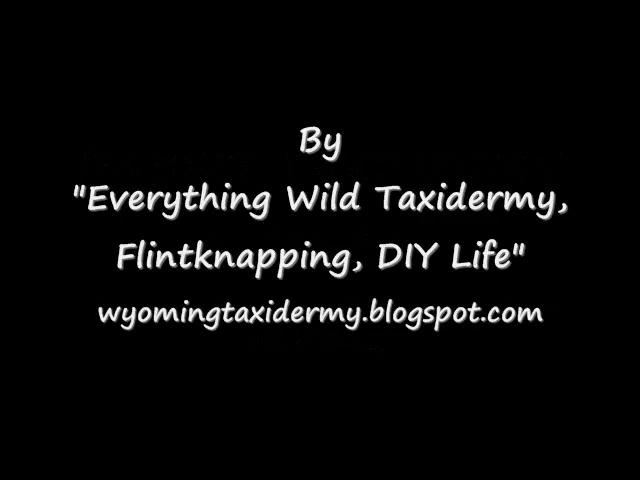 By
"Everything Wild Taxidermy,
Flintknapping, DIY Life"
wyomingtaxidermy.blogspot.com